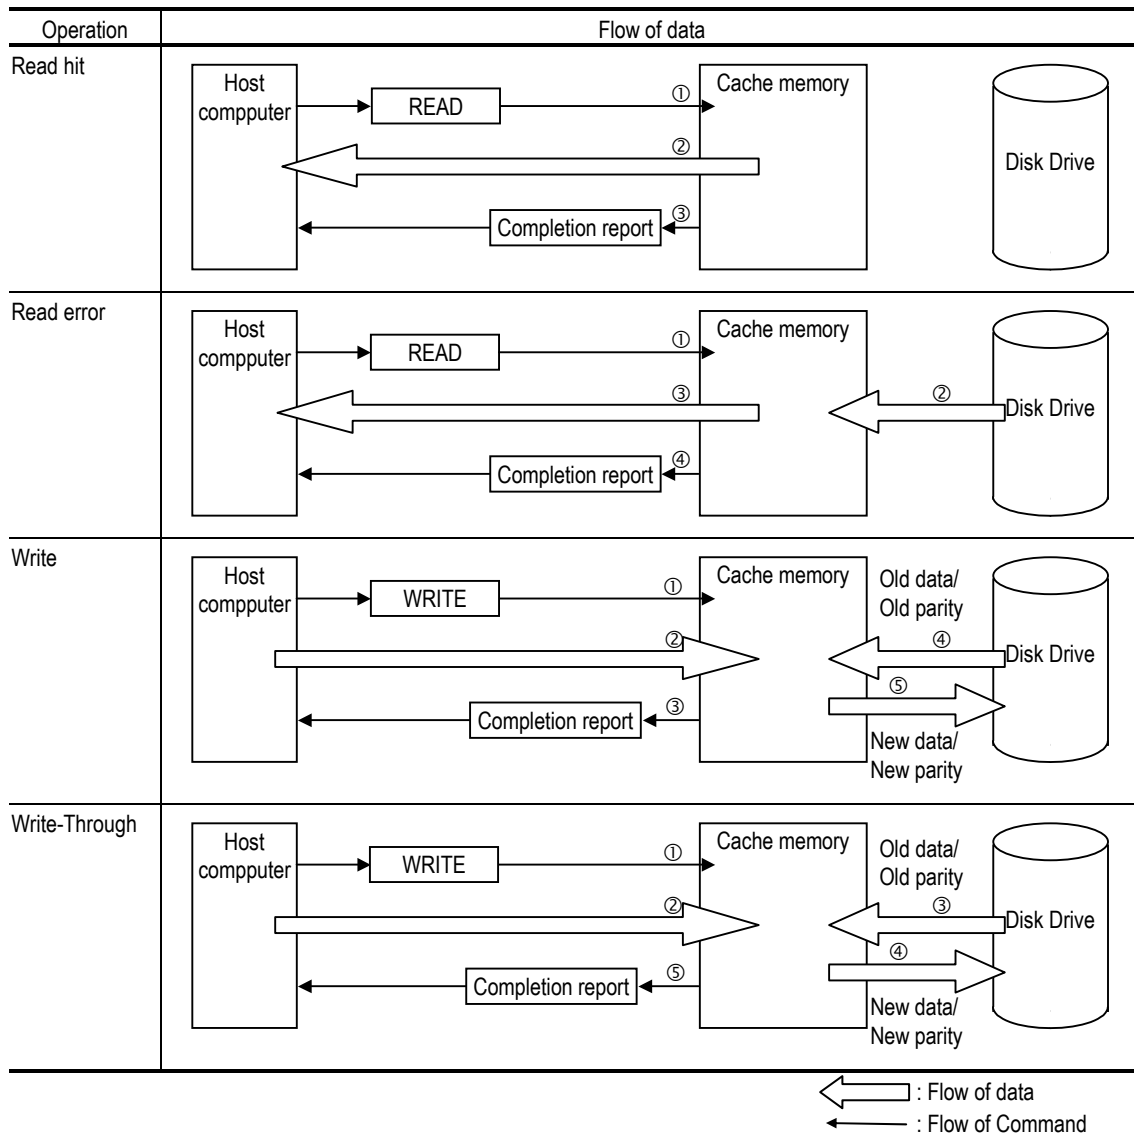 Operation
Flow of data
Read hit
Host
compputer
READ
①
Cache memory
②
Disk Drive
Completion report
③
Read error
Host
compputer
READ
①
Cache memory
③
②
Disk Drive
Completion report
④
Write
Host
compputer
WRITE
①
Cache memory
Old data/
Old parity
②
④
Disk Drive
⑤
Completion report
③
New data/
New parity
Write-Through
Host
compputer
WRITE
①
Cache memory
Old data/
Old parity
②
③
Disk Drive
④
Completion report
⑤
New data/
New parity
: Flow of data
: Flow of Command